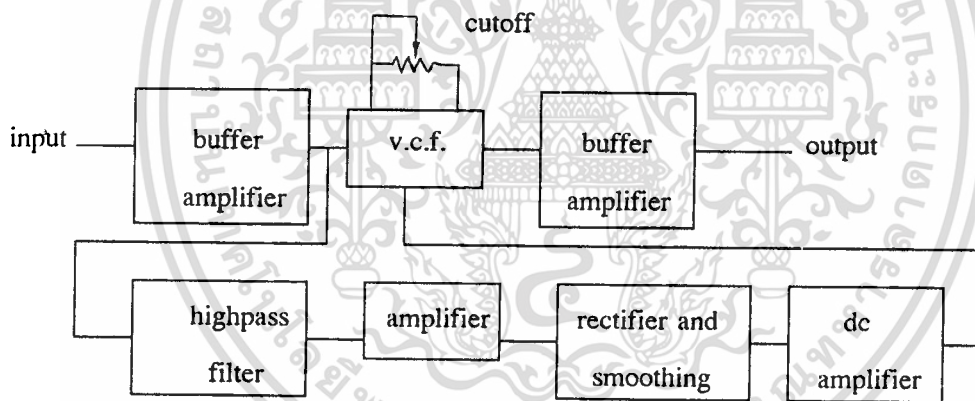 cutoff
input
buffer
amplifier
v.c.f.
buffer
amplifier
output
highpass
filter
amplifier
rectifier and
smoothing
dc
amplifier